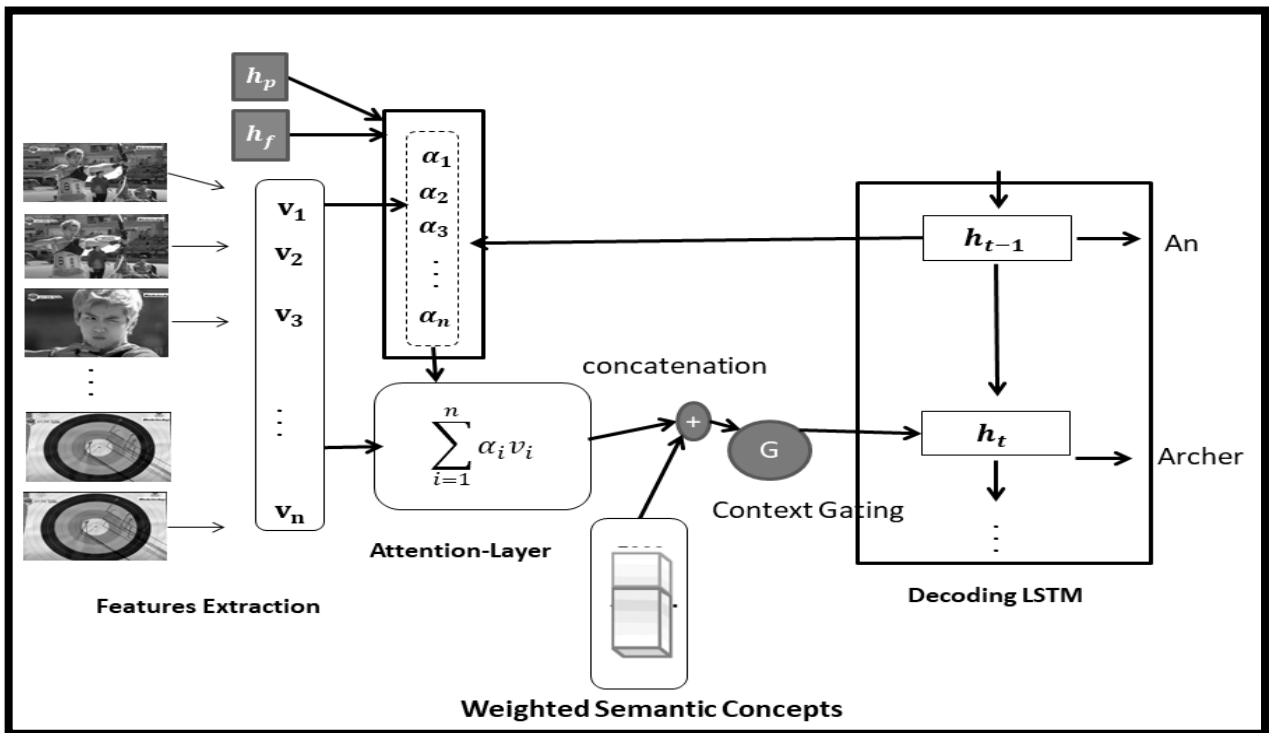 h_p
h_f
α_1
α_2
α_3
⋮
α_n
v_1
v_2
v_3
⋮
v_n
h_{t-1}
An
concatenation
+
G
h_t
Archer
\sum_{i=1}^{n} α_i v_i
Context Gating
Attention-Layer
Features Extraction
Decoding LSTM
Weighted Semantic Concepts